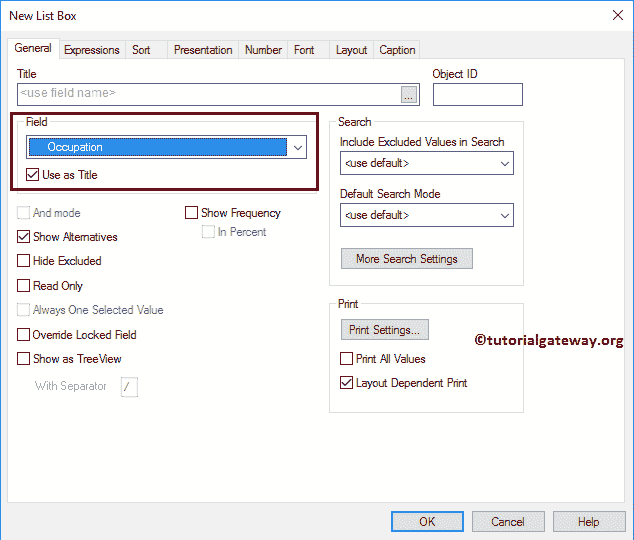 New List Box
General Expressions Sort Presentation Number Font Layout Caption
Title
<use field name>
...
Object ID
Field
Occupation
Use as Title
And mode
Show Frequency
In Percent
Show Alternatives
Hide Excluded
Read Only
Always One Selected Value
Override Locked Field
Show as TreeView
With Separator /
Search
Include Excluded Values in Search
<use default>
Default Search Mode
<use default>
More Search Settings
Print
Print Settings...
©tutorialgateway.org
Print All Values
Layout Dependent Print
OK Cancel Help